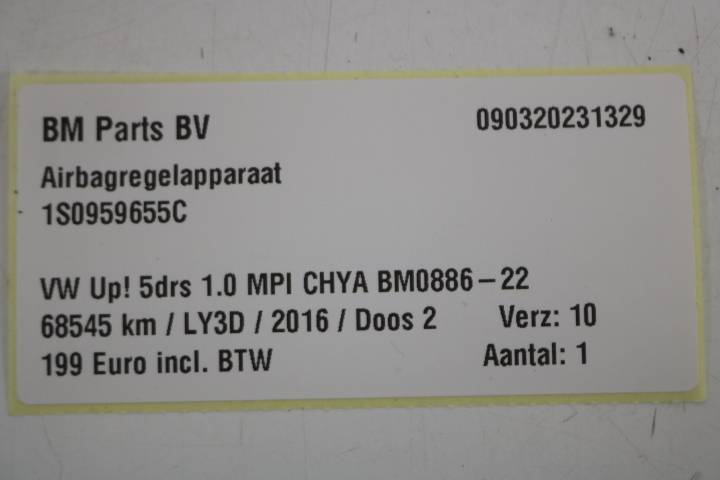 BM Parts BV 090320231329
Airbagregelapparaat
1S0959655C
VW Up! 5drs 1.0 MPI CHYA BM0886-22
68545 km / LY3D / 2016 / Doos 2 Verz: 10
199 Euro incl. BTW Aantal: 1